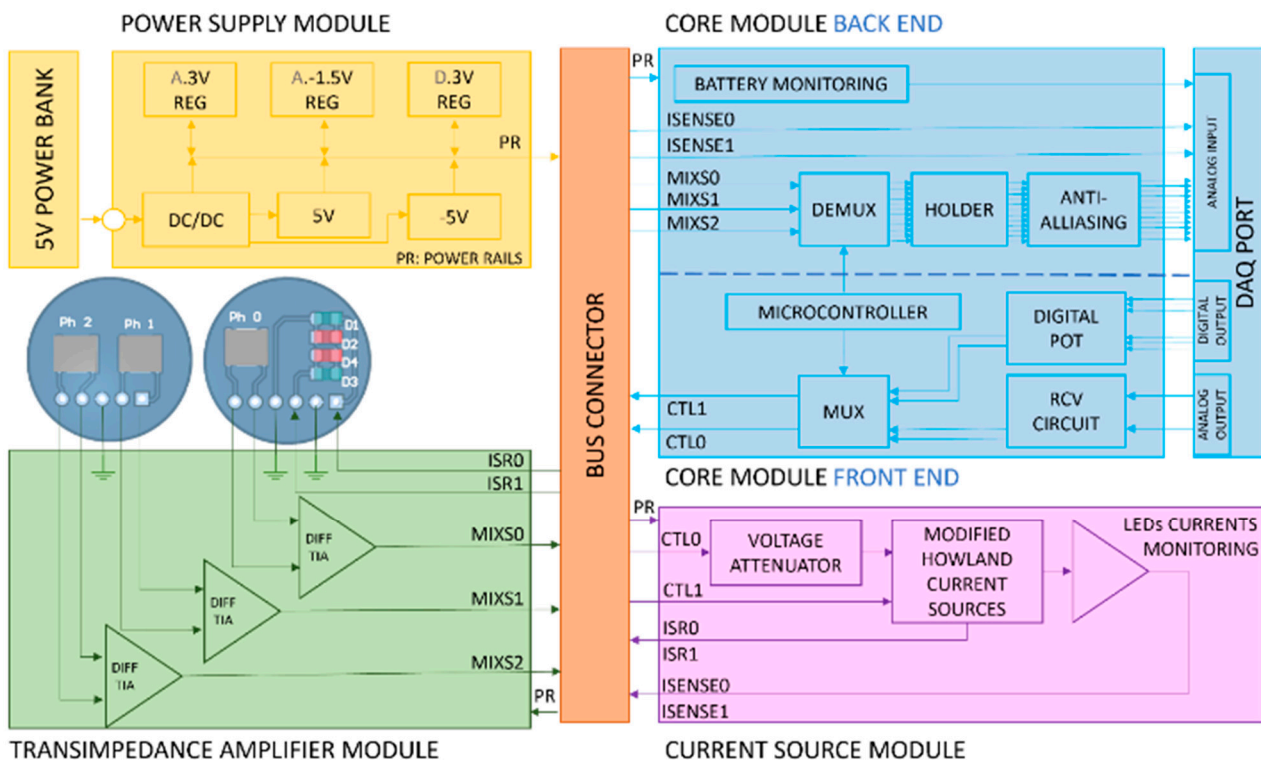 POWER SUPPLY MODULE
5V POWER BANK
A.3V
REG
A.-1.5V
REG
D.3V
REG
PR
DC/DC
5V
-5V
PR: POWER RAILS
Ph 2
Ph 1
Ph 0
D1
D2
D4
D3
ISR0
ISR1
DIFF
TIA
MIXS0
DIFF
TIA
MIXS1
DIFF
TIA
MIXS2
PR
TRANSIMPEDANCE AMPLIFIER MODULE
BUS CONNECTOR
CORE MODULE BACK END
PR
BATTERY MONITORING
ISENSE0
ISENSE1
MIXS0
MIXS1
MIXS2
DEMUX
HOLDER
ANTI-
ALLIASING
ANALOG INPUT
DAQ PORT
MICROCONTROLLER
DIGITAL
POT
DIGITAL
OUTPUT
MUX
RCV
CIRCUIT
ANALOG
OUTPUT
CTL1
CTL0
CORE MODULE FRONT END
PR
CTL0
VOLTAGE
ATTENUATOR
MODIFIED
HOWLAND
CURRENT
SOURCES
LEDs CURRENTS
MONITORING
CTL1
ISR0
ISR1
ISENSE0
ISENSE1
CURRENT SOURCE MODULE